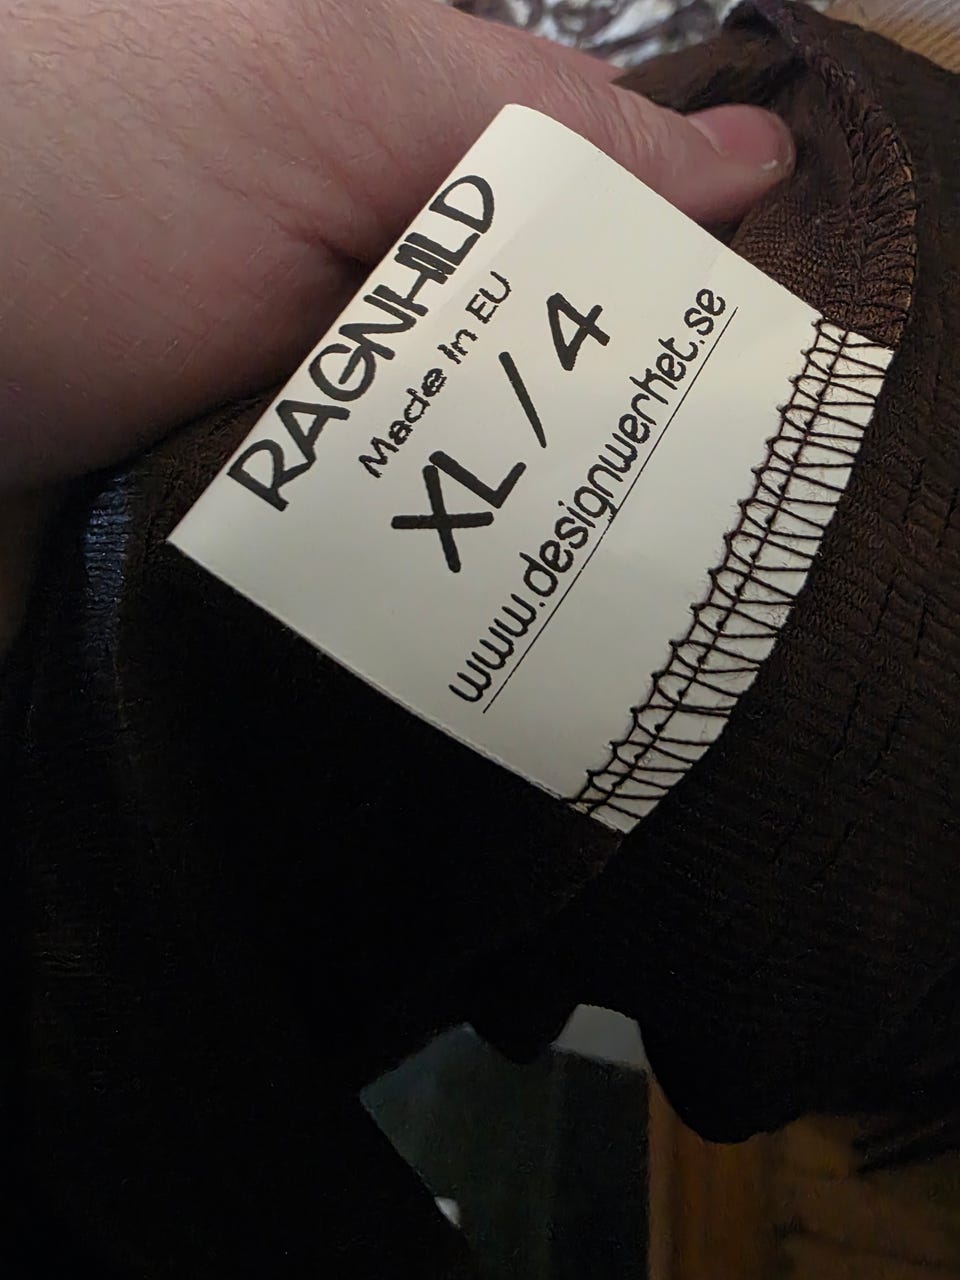 RAGNHILD
Made In EU
XL / 4
www.designwerket.se